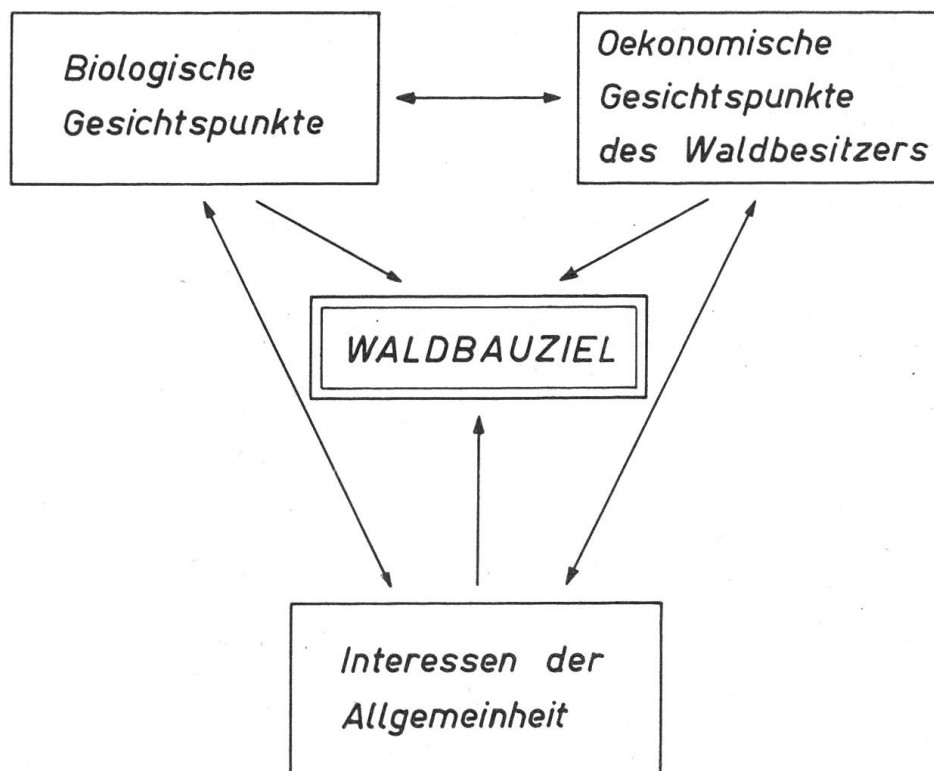 Biologische
Gesichtspunkte
Oekonomische
Gesichtspunkte
des Waldbesitzers
WALDBAUZIEL
Interessen der
Allgemeinheit